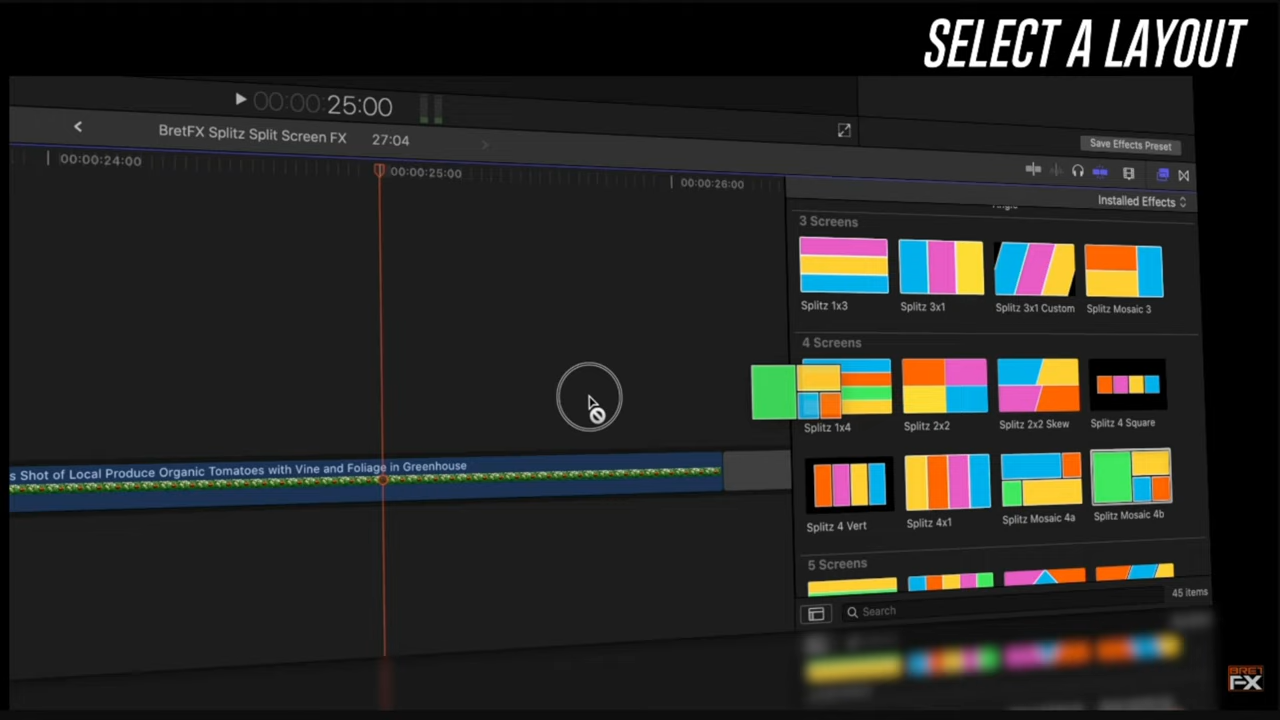 SELECT A LAYOUT
00:00:25:00
BretFX Splitz Split Screen FX 27:04
Save Effects Preset
00:00:24:00
00:00:25:00
00:00:26:00
Installed Effects
3 Screens
Splitz 1x3
Splitz 3x1
Splitz 3x1 Custom
Splitz Mosaic 3
4 Screens
Splitz 1x4
Splitz 2x2
Splitz 2x2 Skew
Splitz 4 Square
s Shot of Local Produce Organic Tomatoes with Vine and Foliage in Greenhouse
Splitz 4 Vert
Splitz 4x1
Splitz Mosaic 4a
Splitz Mosaic 4b
5 Screens
45 items
Search
BRET
FX